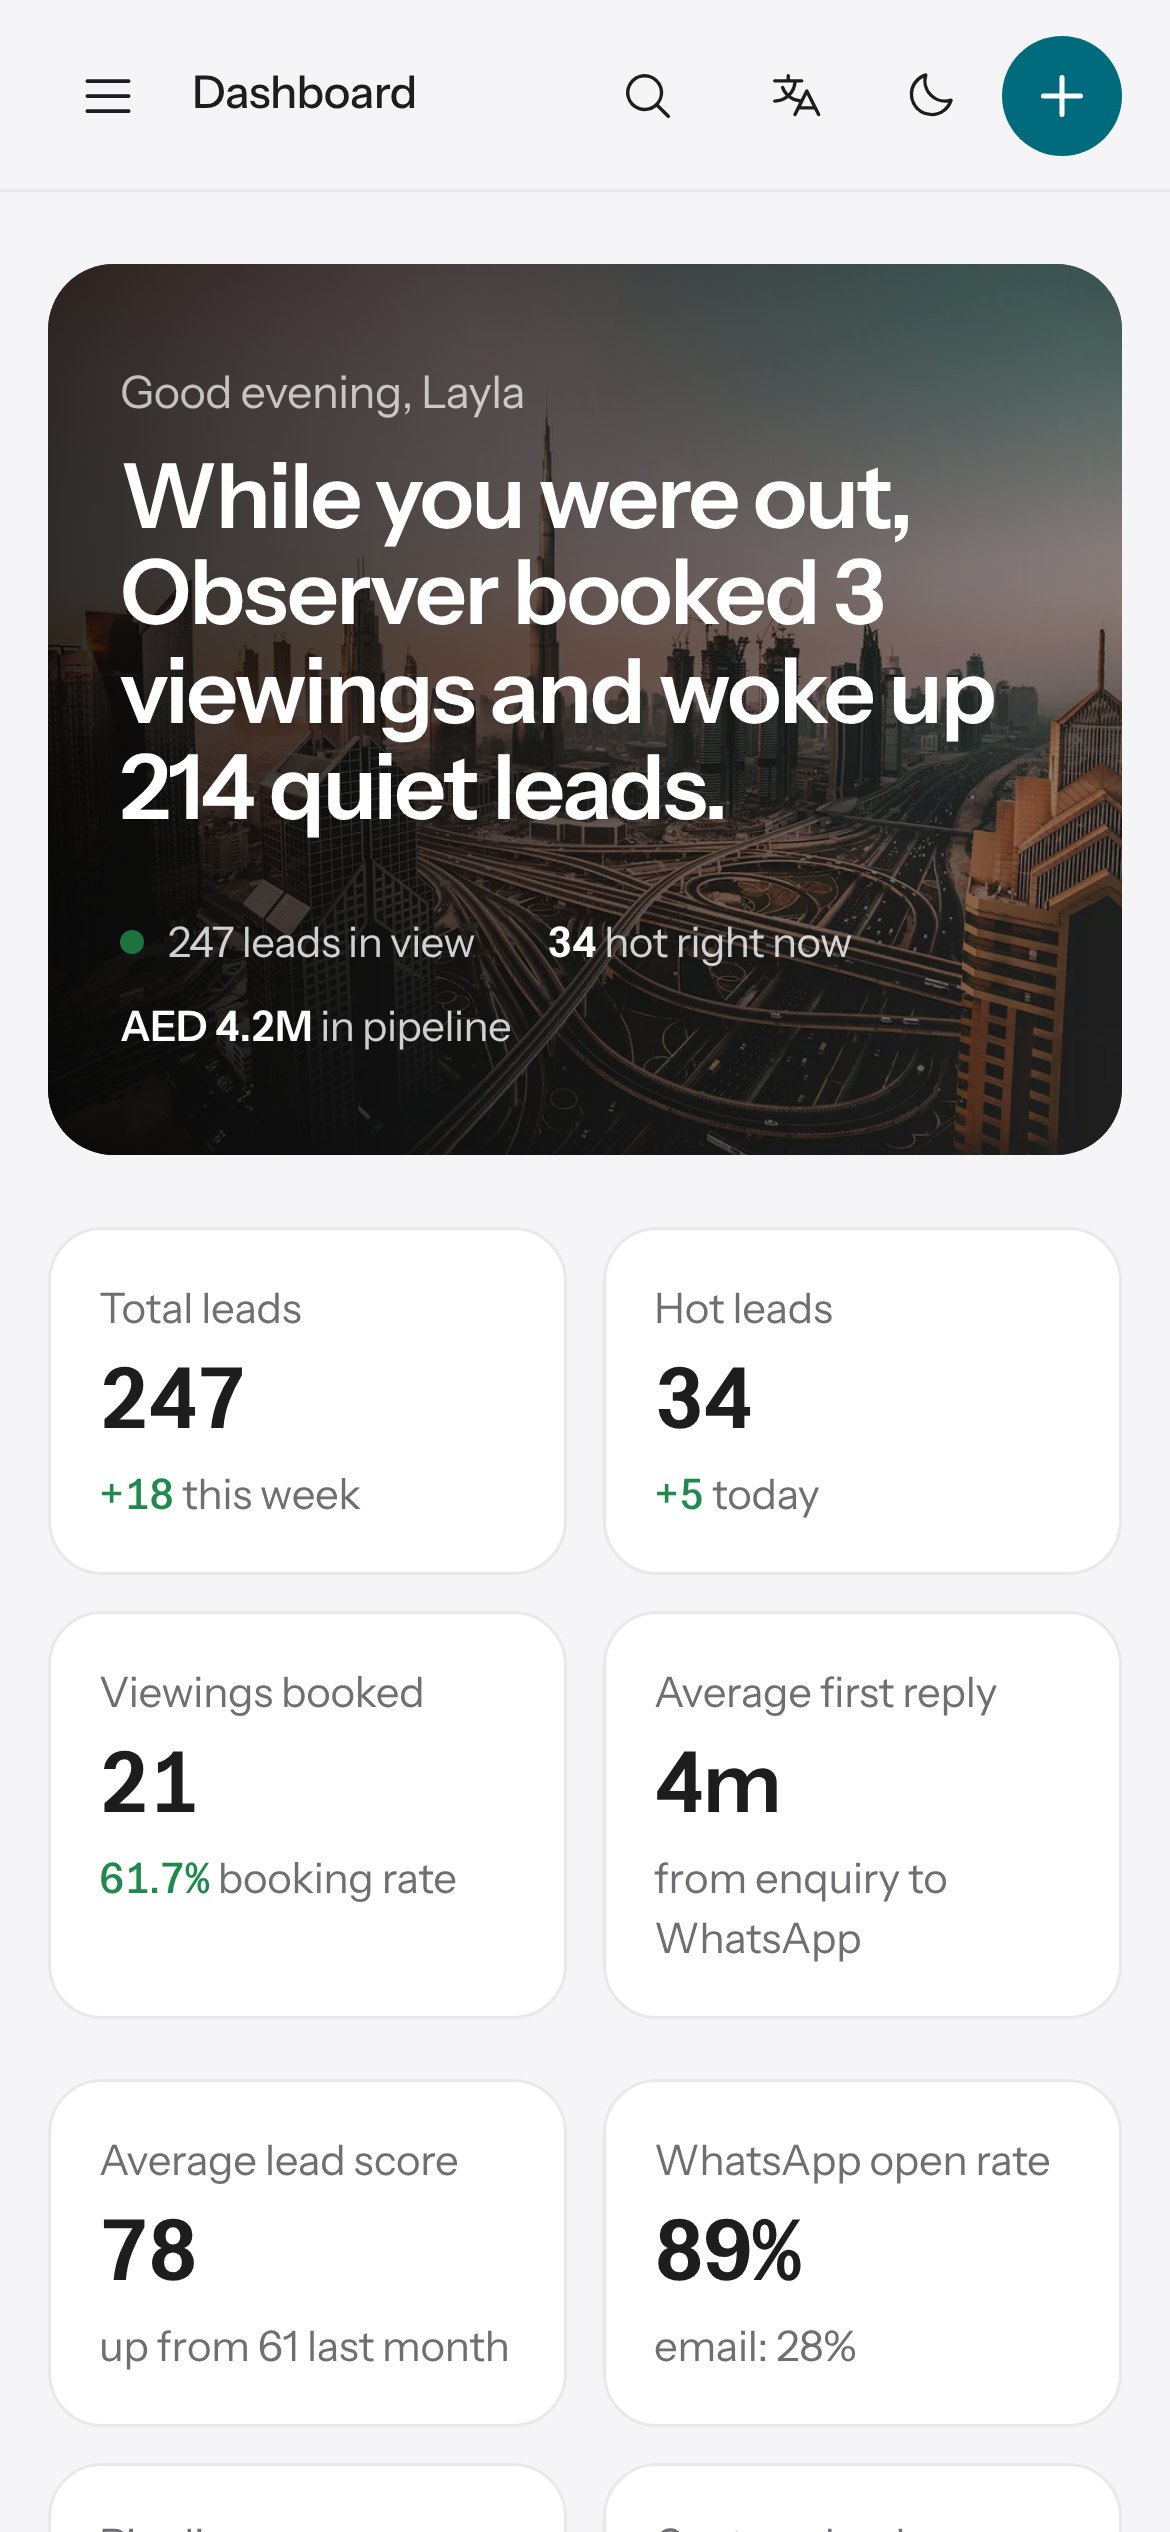 Dashboard
Good evening, Layla
While you were out,
Observer booked 3
viewings and woke up
214 quiet leads.
247 leads in view 34 hot right now
AED 4.2M in pipeline
Total leads
247
+18 this week
Hot leads
34
+5 today
Viewings booked
21
61.7% booking rate
Average first reply
4m
from enquiry to
WhatsApp
Average lead score
78
up from 61 last month
WhatsApp open rate
89%
email: 28%